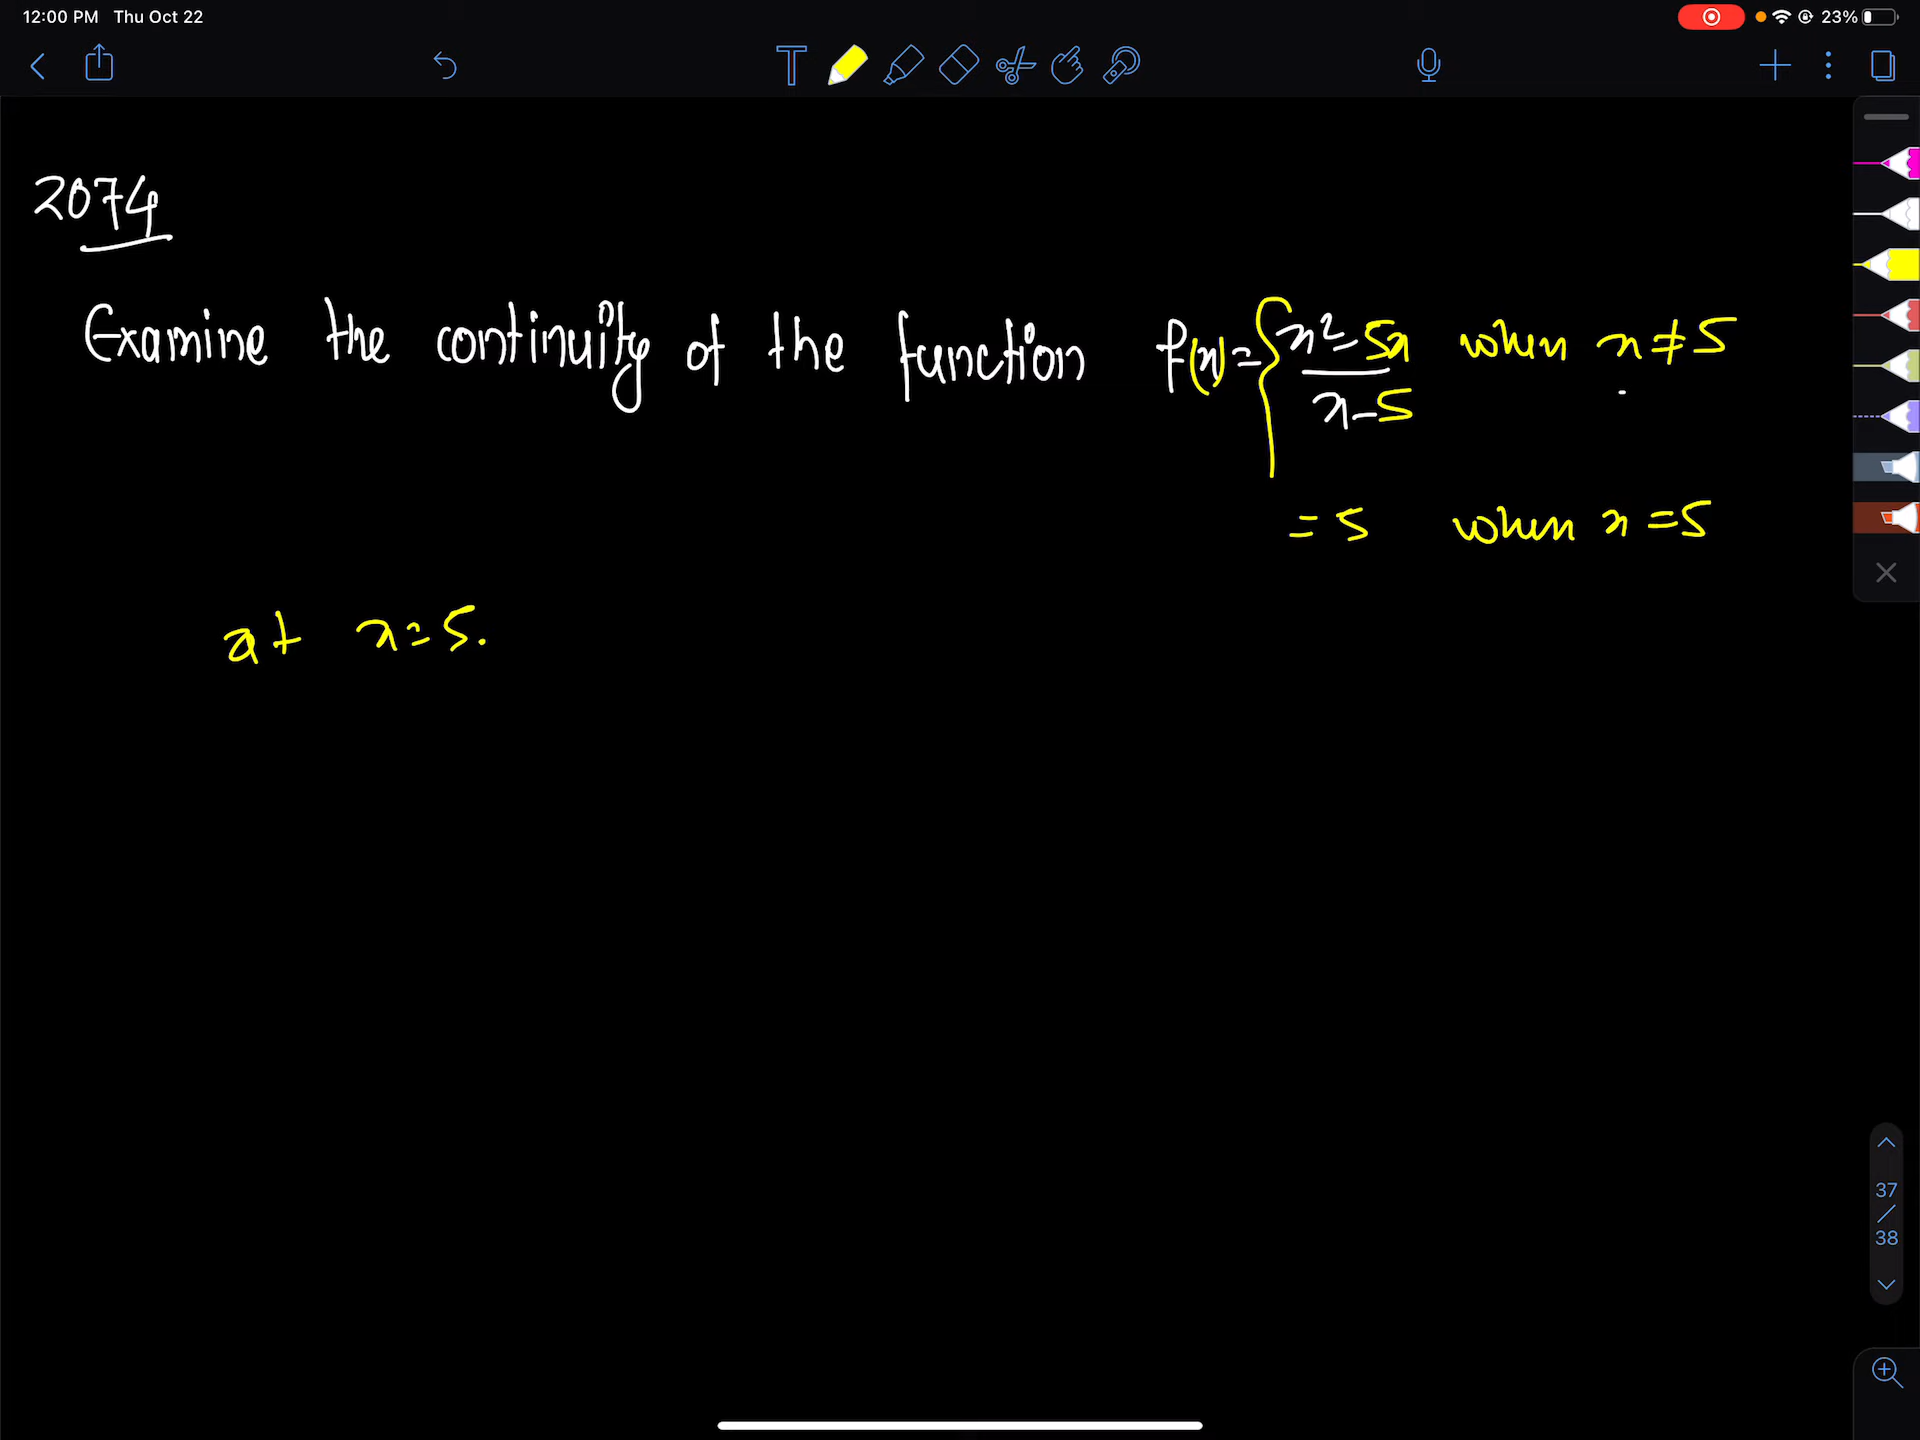 12:00 PM Thu Oct 22
23%
2074
Examine the continuity of the function f(x) = { x² - 5x when x ≠ 5
x - 5
= 5 when x = 5
at x = 5.
37
/
38